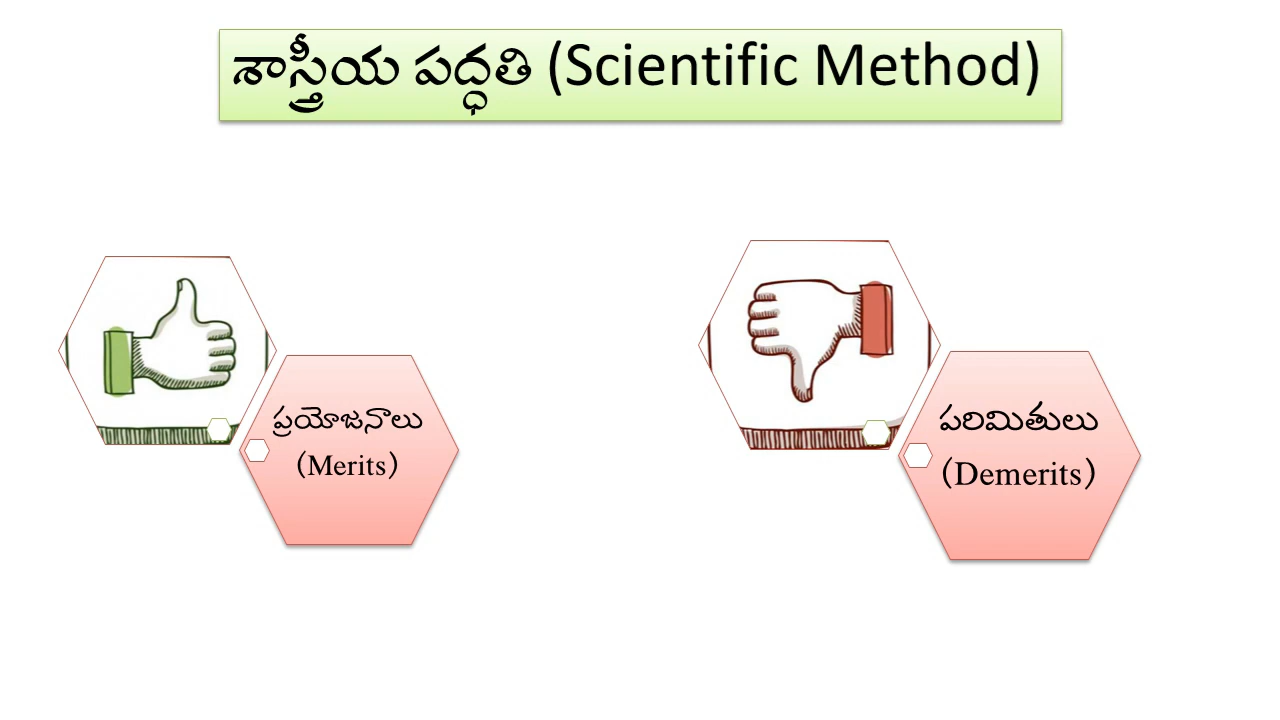 శాస్త్రీయ పద్ధతి (Scientific Method)
ప్రయోజనాలు
(Merits)
పరిమితులు
(Demerits)